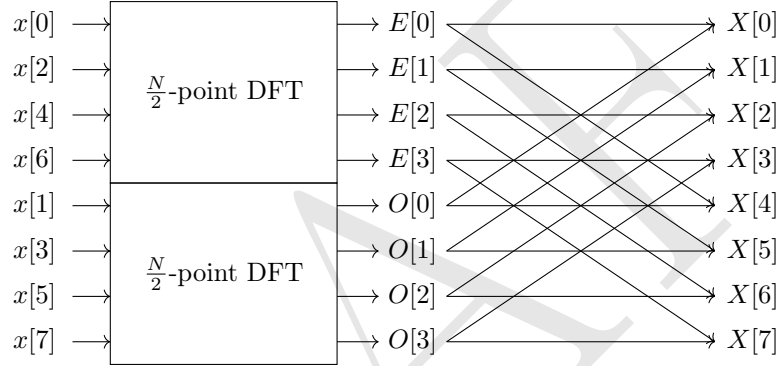 x[0] E[0] X[0]
x[2] E[1] X[1]
x[4] N/2-point DFT E[2] X[2]
x[6] E[3] X[3]
x[1] O[0] X[4]
x[3] O[1] X[5]
x[5] N/2-point DFT O[2] X[6]
x[7] O[3] X[7]